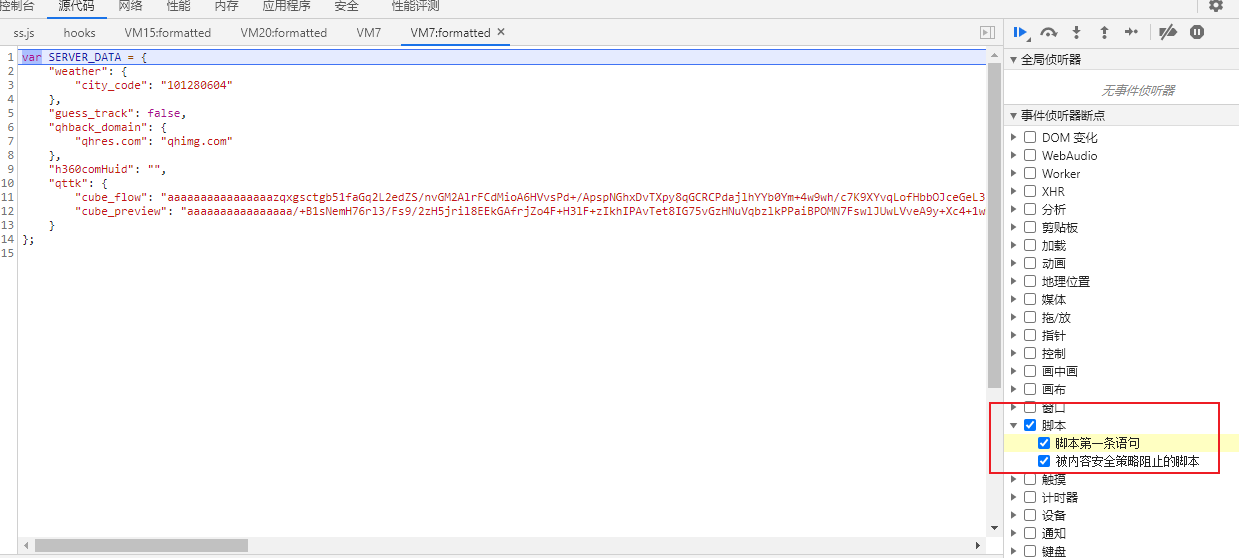 控制台 源代码 网络 性能 内存 应用程序 安全 性能评测
ss.js hooks VM15:formatted VM20:formatted VM7 VM7:formatted
1 var SERVER_DATA = {
2 "weather": {
3 "city_code": "101280604"
4 },
5 "guess_track": false,
6 "qhback_domain": {
7 "qhres.com": "qhimg.com"
8 },
9 "h360comHuid": "",
10 "qttk": {
11 "cube_flow": "aaaaaaaaaaaaaaaazqxgsctgb51faGq2L2edZS/nvGM2AlrFCdMioA6HVvsPd+/ApspNGhxDvTXpy8qGCRCPdajlhYYb0Ym+4w9wh/c7K9XYvqLofHbbOJceGeL3
12 "cube_preview": "aaaaaaaaaaaaaaaa/+B1sNemH76rl3/Fs9/2zH5jril8EEkGAfrjZo4F+H3lF+zIkhIPAvTet8IG75vGzHNuVqbzlkPPaiBPOMN7FswlJUwLVveA9y+Xc4+1w
13 }
14 };
15
全局侦听器
无事件侦听器
事件侦听器断点
DOM 变化
WebAudio
Worker
XHR
分析
剪贴板
加载
动画
地理位置
媒体
拖/放
指针
控制
画中画
画布
窗口
脚本
脚本第一条语句
被内容安全策略阻止的脚本
触摸
计时器
设备
通知
键盘